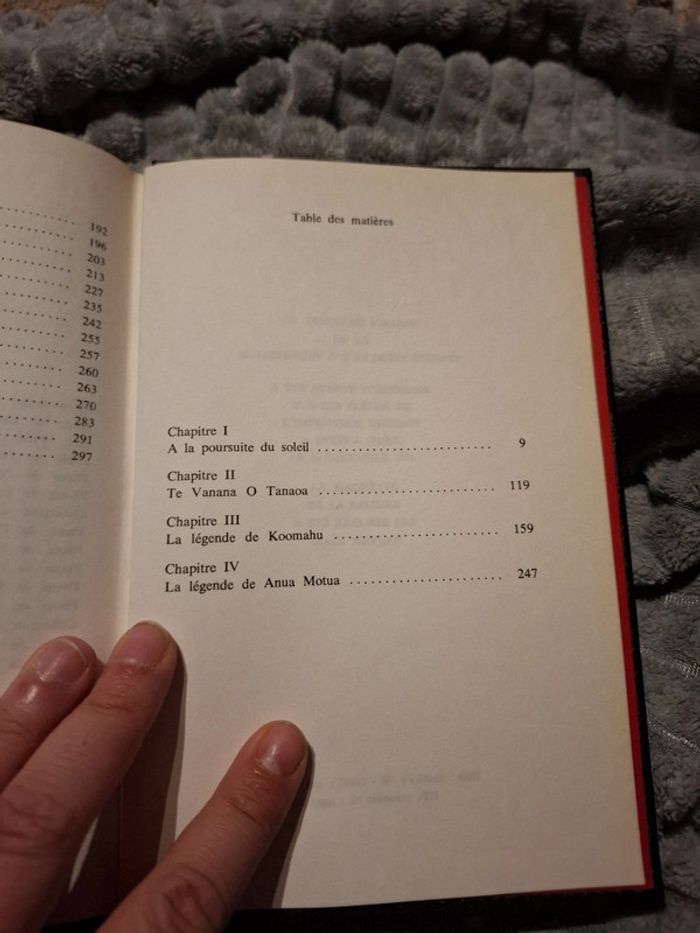 192
196
203
213
227
235
242
255
257
260
263
270
283
291
297
Table des matières
Chapitre I
A la poursuite du soleil ........................... 9
Chapitre II
Te Vanana O Tanaoa ........................... 119
Chapitre III
La légende de Koomahu ........................ 159
Chapitre IV
La légende de Anua Motua ...................... 247